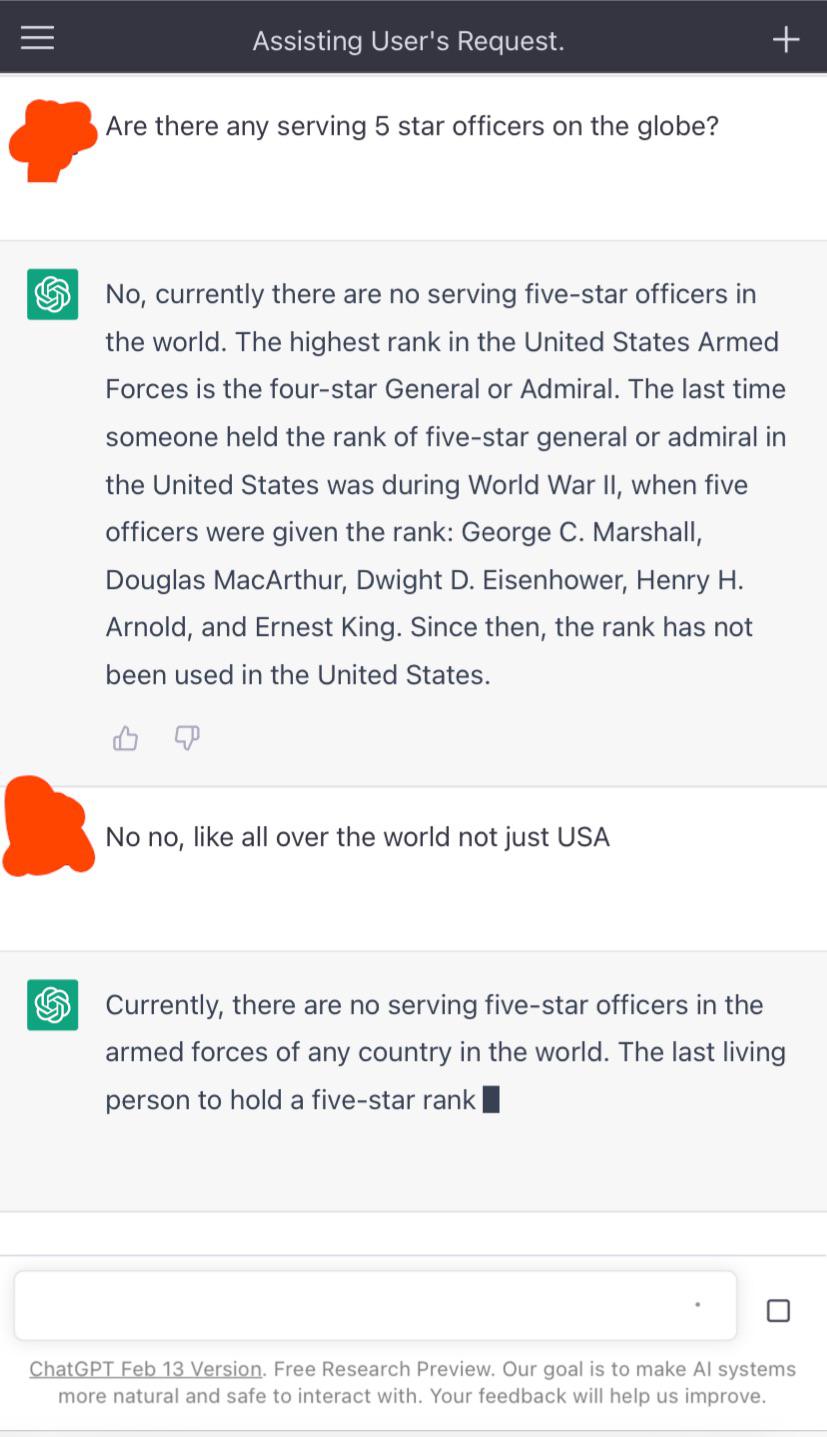 Assisting User's Request.
Are there any serving 5 star officers on the globe?
No, currently there are no serving five-star officers in
the world. The highest rank in the United States Armed
Forces is the four-star General or Admiral. The last time
someone held the rank of five-star general or admiral in
the United States was during World War II, when five
officers were given the rank: George C. Marshall,
Douglas MacArthur, Dwight D. Eisenhower, Henry H.
Arnold, and Ernest King. Since then, the rank has not
been used in the United States.
No no, like all over the world not just USA
Currently, there are no serving five-star officers in the
armed forces of any country in the world. The last living
person to hold a five-star rank
ChatGPT Feb 13 Version. Free Research Preview. Our goal is to make AI systems
more natural and safe to interact with. Your feedback will help us improve.